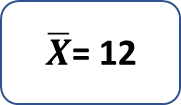 X̅ = 12